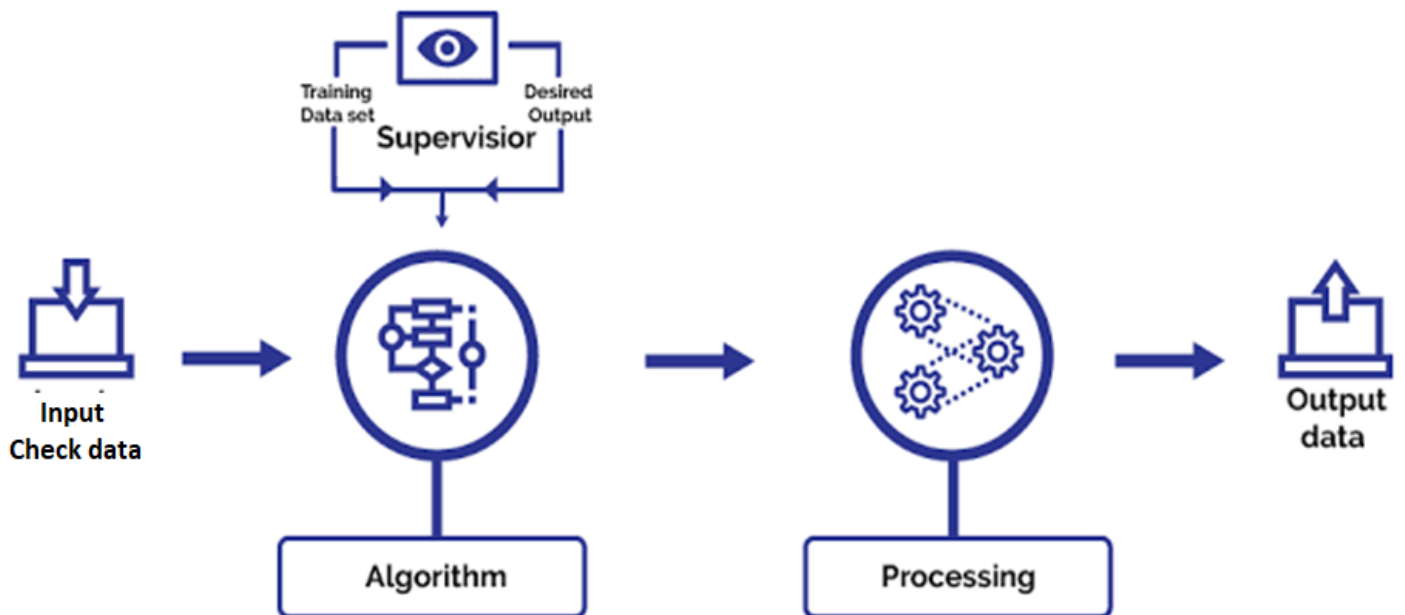 Training
Data set
Desired
Output
Supervisior
Input
Check data
Output
data
Algorithm
Processing